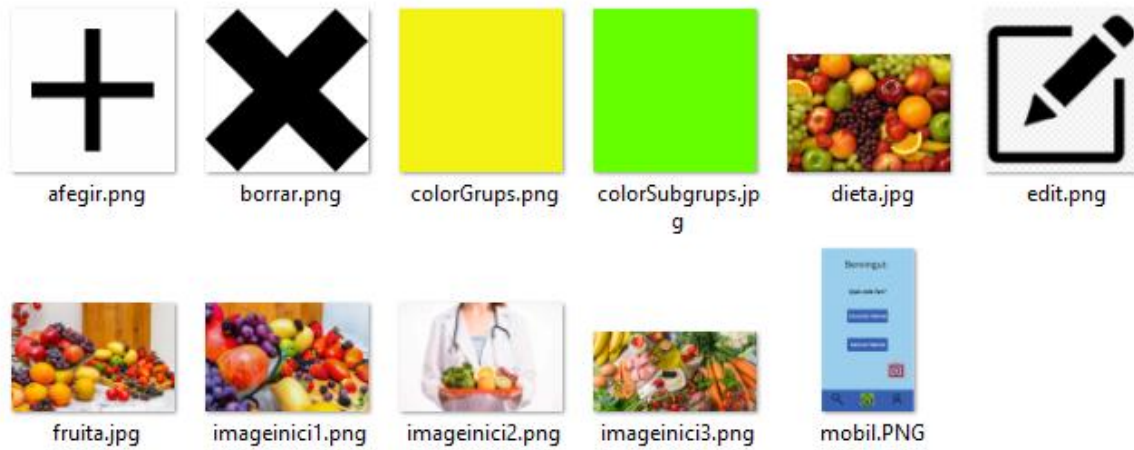 afegir.png
borrar.png
colorGrups.png
colorSubgrups.jp
g
dieta.jpg
edit.png
Benvingut
fruita.jpg
imageinici1.png
imageinici2.png
imageinici3.png
mobil.PNG